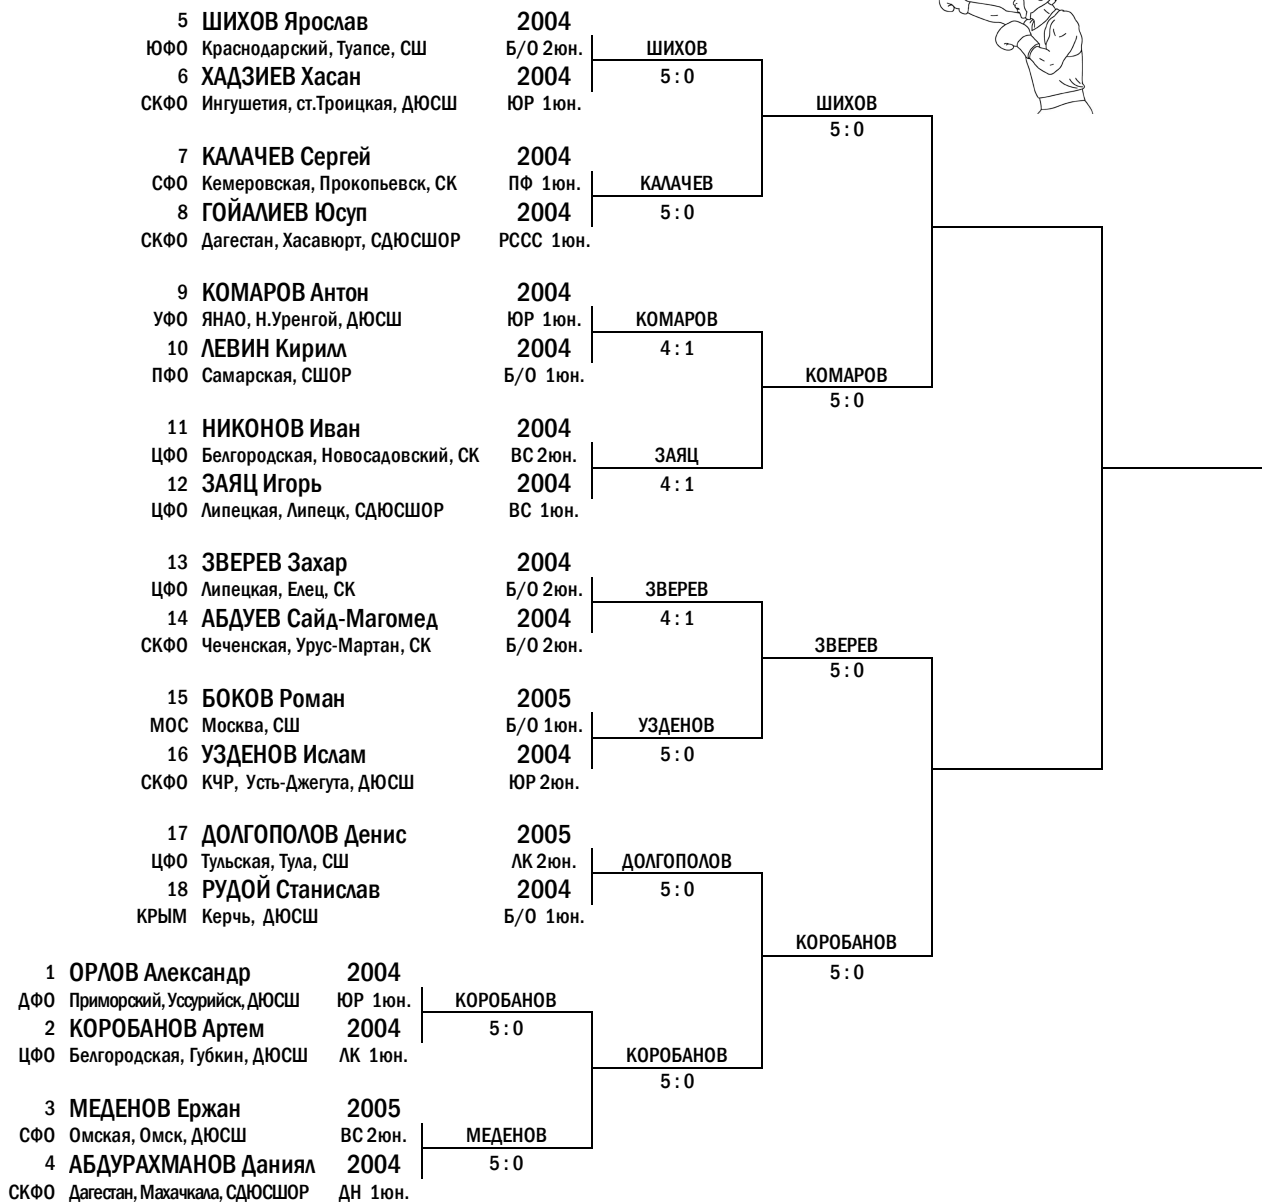 5 ШИХОВ Ярослав 2004
ЮФО Краснодарский, Туапсе, СШ Б/О 2юн. ШИХОВ
6 ХАДЗИЕВ Хасан 2004 5 : 0
СКФО Ингушетия, ст.Троицкая, ДЮСШ ЮР 1юн. ШИХОВ
5 : 0
7 КАЛАЧЕВ Сергей 2004
СФО Кемеровская, Прокопьевск, СК ПФ 1юн. КАЛАЧЕВ
8 ГОЙАЛИЕВ Юсуп 2004 5 : 0
СКФО Дагестан, Хасавюрт, СДЮСШОР РССС 1юн.
9 КОМАРОВ Антон 2004
УФО ЯНАО, Н.Уренгой, ДЮСШ ЮР 1юн. КОМАРОВ
10 ЛЕВИН Кирилл 2004 4 : 1
ПФО Самарская, СШОР Б/О 1юн. КОМАРОВ
5 : 0
11 НИКОНОВ Иван 2004
ЦФО Белгородская, Новосадовский, СК ВС 2юн. ЗАЯЦ
12 ЗАЯЦ Игорь 2004 4 : 1
ЦФО Липецкая, Липецк, СДЮСШОР ВС 1юн.
13 ЗВЕРЕВ Захар 2004
ЦФО Липецкая, Елец, СК Б/О 2юн. ЗВЕРЕВ
14 АБДУЕВ Сайд-Магомед 2004 4 : 1
СКФО Чеченская, Урус-Мартан, СК Б/О 2юн. ЗВЕРЕВ
5 : 0
15 БОКОВ Роман 2005
МОС Москва, СШ Б/О 1юн. УЗДЕНОВ
16 УЗДЕНОВ Ислам 2004 5 : 0
СКФО КЧР, Усть-Джегута, ДЮСШ ЮР 2юн.
17 ДОЛГОПОЛОВ Денис 2005
ЦФО Тульская, Тула, СШ ЛК 2юн. ДОЛГОПОЛОВ
18 РУДОЙ Станислав 2004 5 : 0
КРЫМ Керчь, ДЮСШ Б/О 1юн.
КОРОБАНОВ
1 ОРЛОВ Александр 2004 5 : 0
ДФО Приморский, Уссурийск, ДЮСШ ЮР 1юн. КОРОБАНОВ
2 КОРОБАНОВ Артем 2004 5 : 0
ЦФО Белгородская, Губкин, ДЮСШ ЛК 1юн. КОРОБАНОВ
5 : 0
3 МЕДЕНОВ Ержан 2005
СФО Омская, Омск, ДЮСШ ВС 2юн. МЕДЕНОВ
4 АБДУРАХМАНОВ Даниял 2004 5 : 0
СКФО Дагестан, Махачкала, СДЮСШОР ДН 1юн.